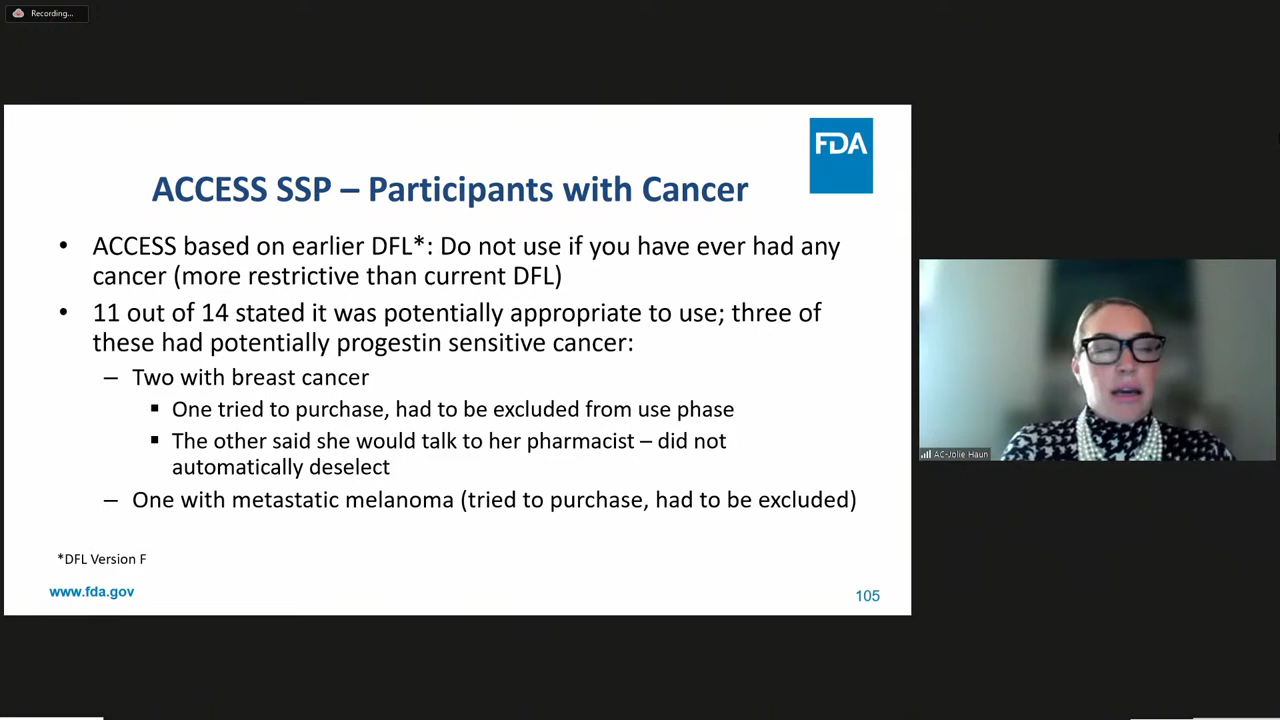 Recording...
FDA
ACCESS SSP – Participants with Cancer
• ACCESS based on earlier DFL*: Do not use if you have ever had any
cancer (more restrictive than current DFL)
• 11 out of 14 stated it was potentially appropriate to use; three of
these had potentially progestin sensitive cancer:
– Two with breast cancer
▪ One tried to purchase, had to be excluded from use phase
▪ The other said she would talk to her pharmacist – did not
automatically deselect
– One with metastatic melanoma (tried to purchase, had to be excluded)
*DFL Version F
www.fda.gov
105
AC-Jolie Haun